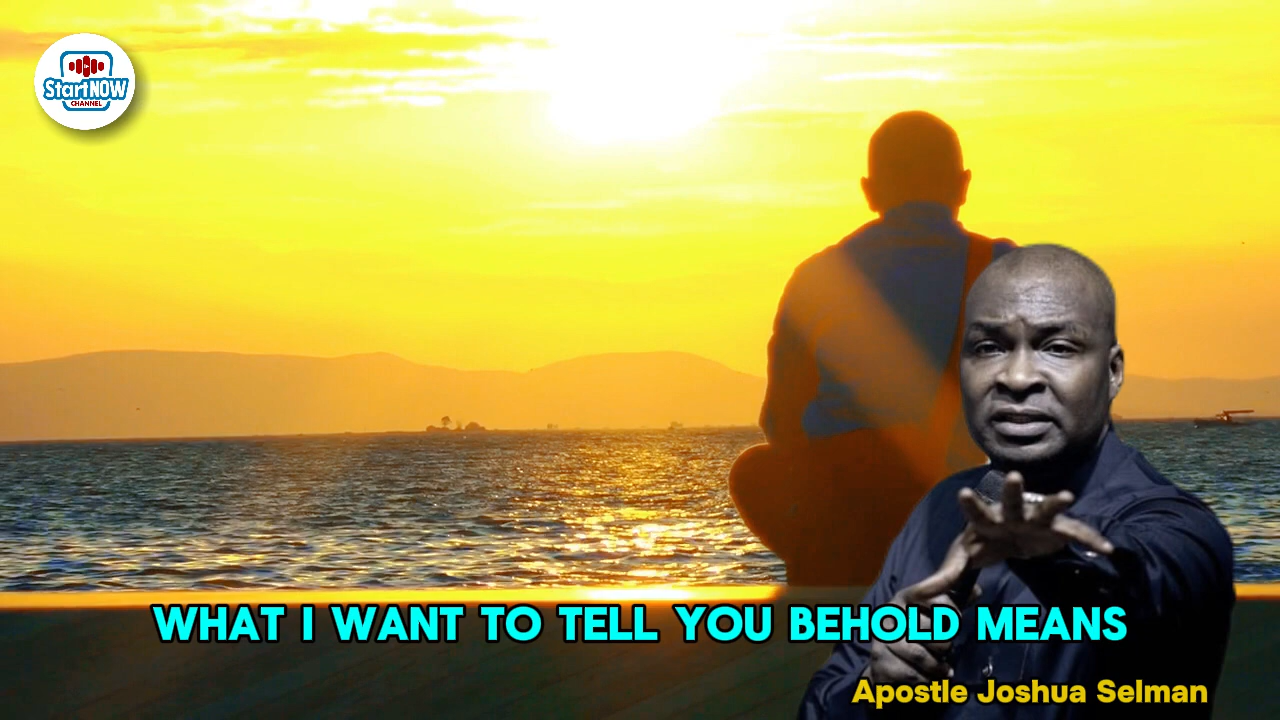 StartNOW
CHANNEL
WHAT I WANT TO TELL YOU BEHOLD MEANS
Apostle Joshua Selman